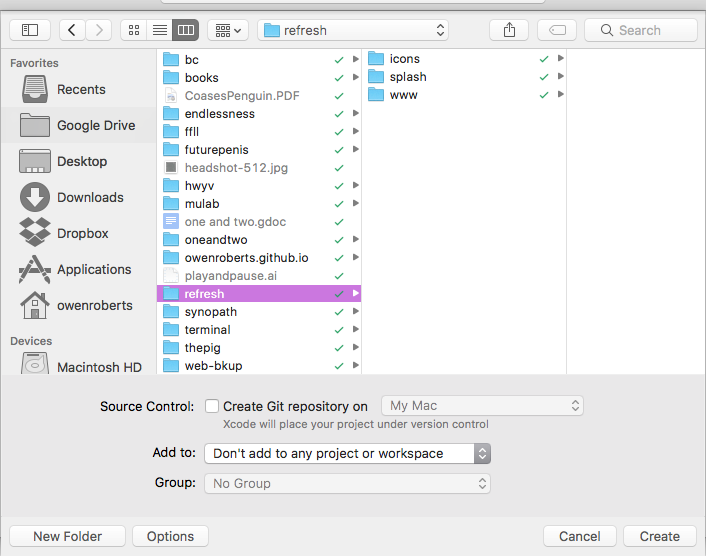 refresh
Search
Favorites
Recents
Google Drive
Desktop
Downloads
Dropbox
Applications
owenroberts
Devices
Macintosh HD
bc
books
CoasesPenguin.PDF
endlessness
ffll
futurepenis
headshot-512.jpg
hwyv
mulab
one and two.gdoc
oneandtwo
owenroberts.github.io
playandpause.ai
refresh
synopath
terminal
thepig
web-bkup
icons
splash
www
Source Control: Create Git repository on My Mac
Xcode will place your project under version control
Add to: Don't add to any project or workspace
Group: No Group
New Folder Options Cancel Create